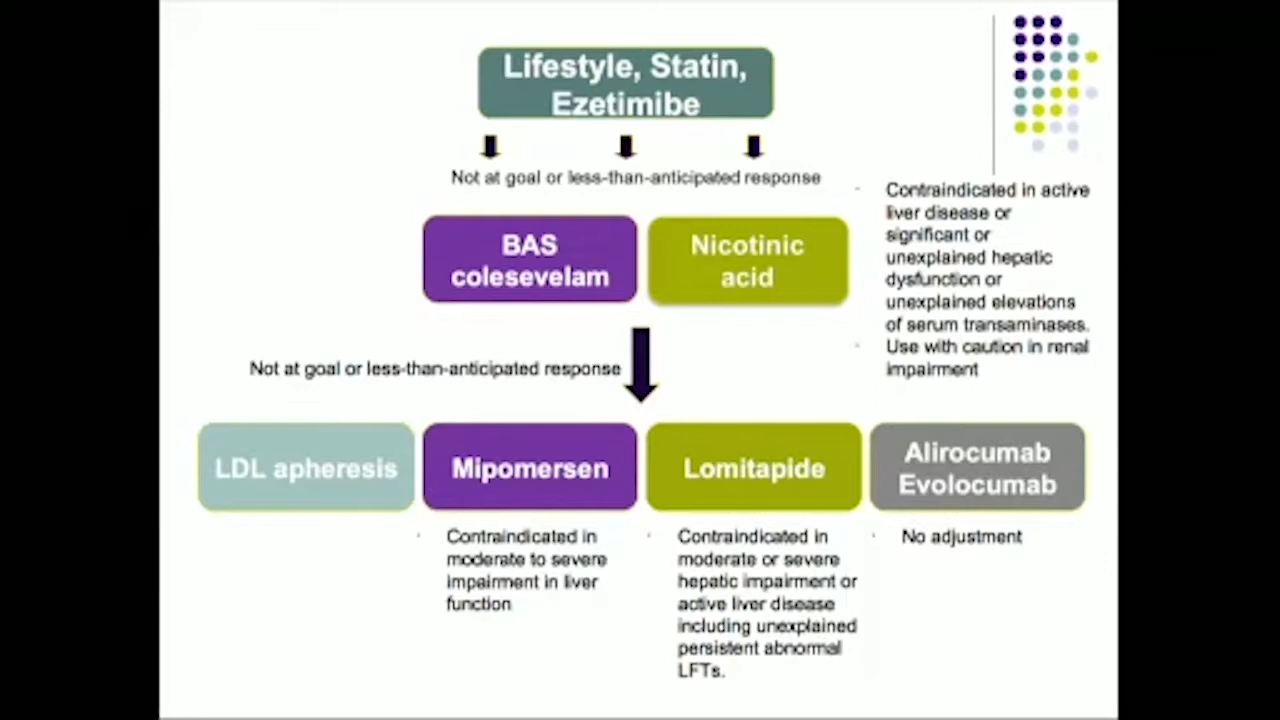 Lifestyle, Statin,
Ezetimibe
Not at goal or less-than-anticipated response
BAS
colesevelam
Nicotinic
acid
Contraindicated in active
liver disease or
significant or
unexplained hepatic
dysfunction or
unexplained elevations
of serum transaminases.
Use with caution in renal
impairment
Not at goal or less-than-anticipated response
LDL apheresis
Mipomersen
Lomitapide
Alirocumab
Evolocumab
Contraindicated in
moderate to severe
impairment in liver
function
Contraindicated in
moderate or severe
hepatic impairment or
active liver disease
including unexplained
persistent abnormal
LFTs.
No adjustment